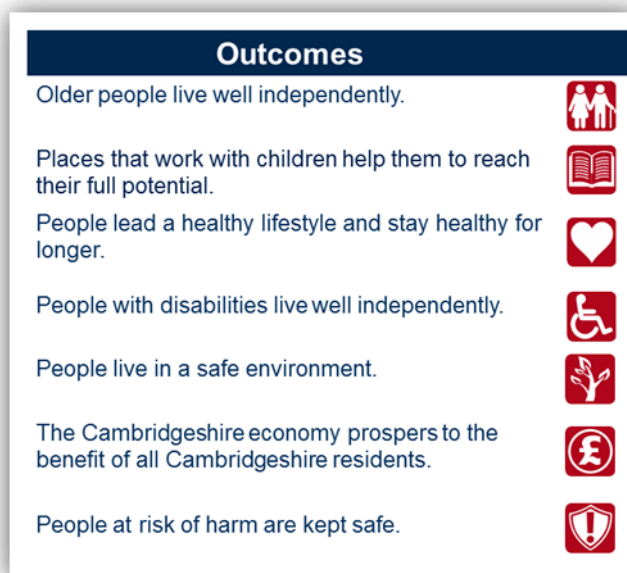 Outcomes
Older people live well independently.
Places that work with children help them to reach
their full potential.
People lead a healthy lifestyle and stay healthy for
longer.
People with disabilities live well independently.
People live in a safe environment.
The Cambridgeshire economy prospers to the
benefit of all Cambridgeshire residents.
£
People at risk of harm are kept safe.
!